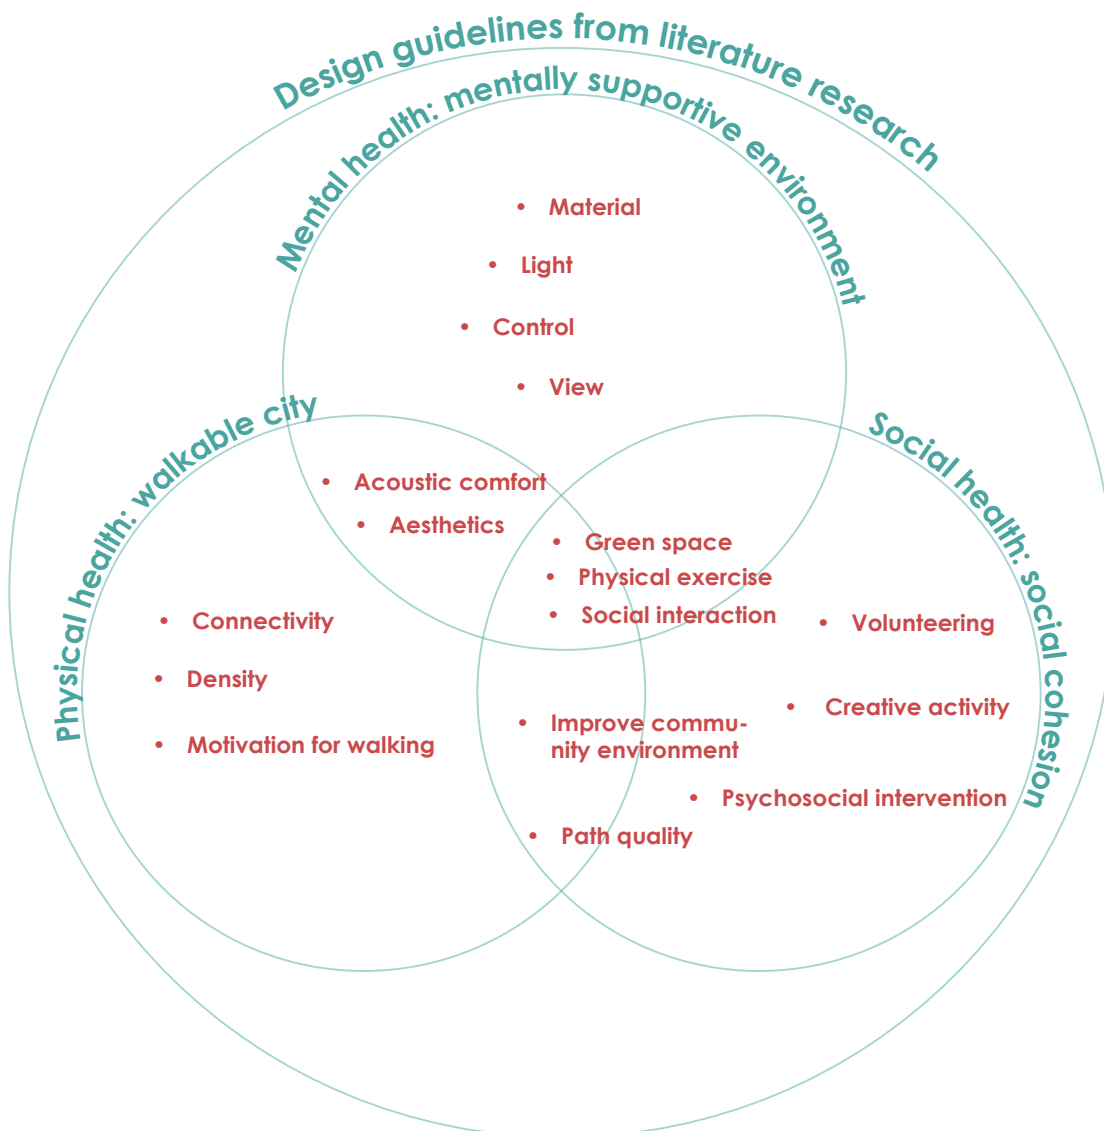 Design guidelines from literature research
Mental health: mentally supportive environment
• Material
• Light
• Control
• View
Physical health: walkable city
Social health: social cohesion
• Acoustic comfort
• Aesthetics
• Green space
• Physical exercise
• Social interaction
• Connectivity
• Density
• Motivation for walking
• Volunteering
• Creative activity
• Improve commu-
nity environment
• Psychosocial intervention
• Path quality